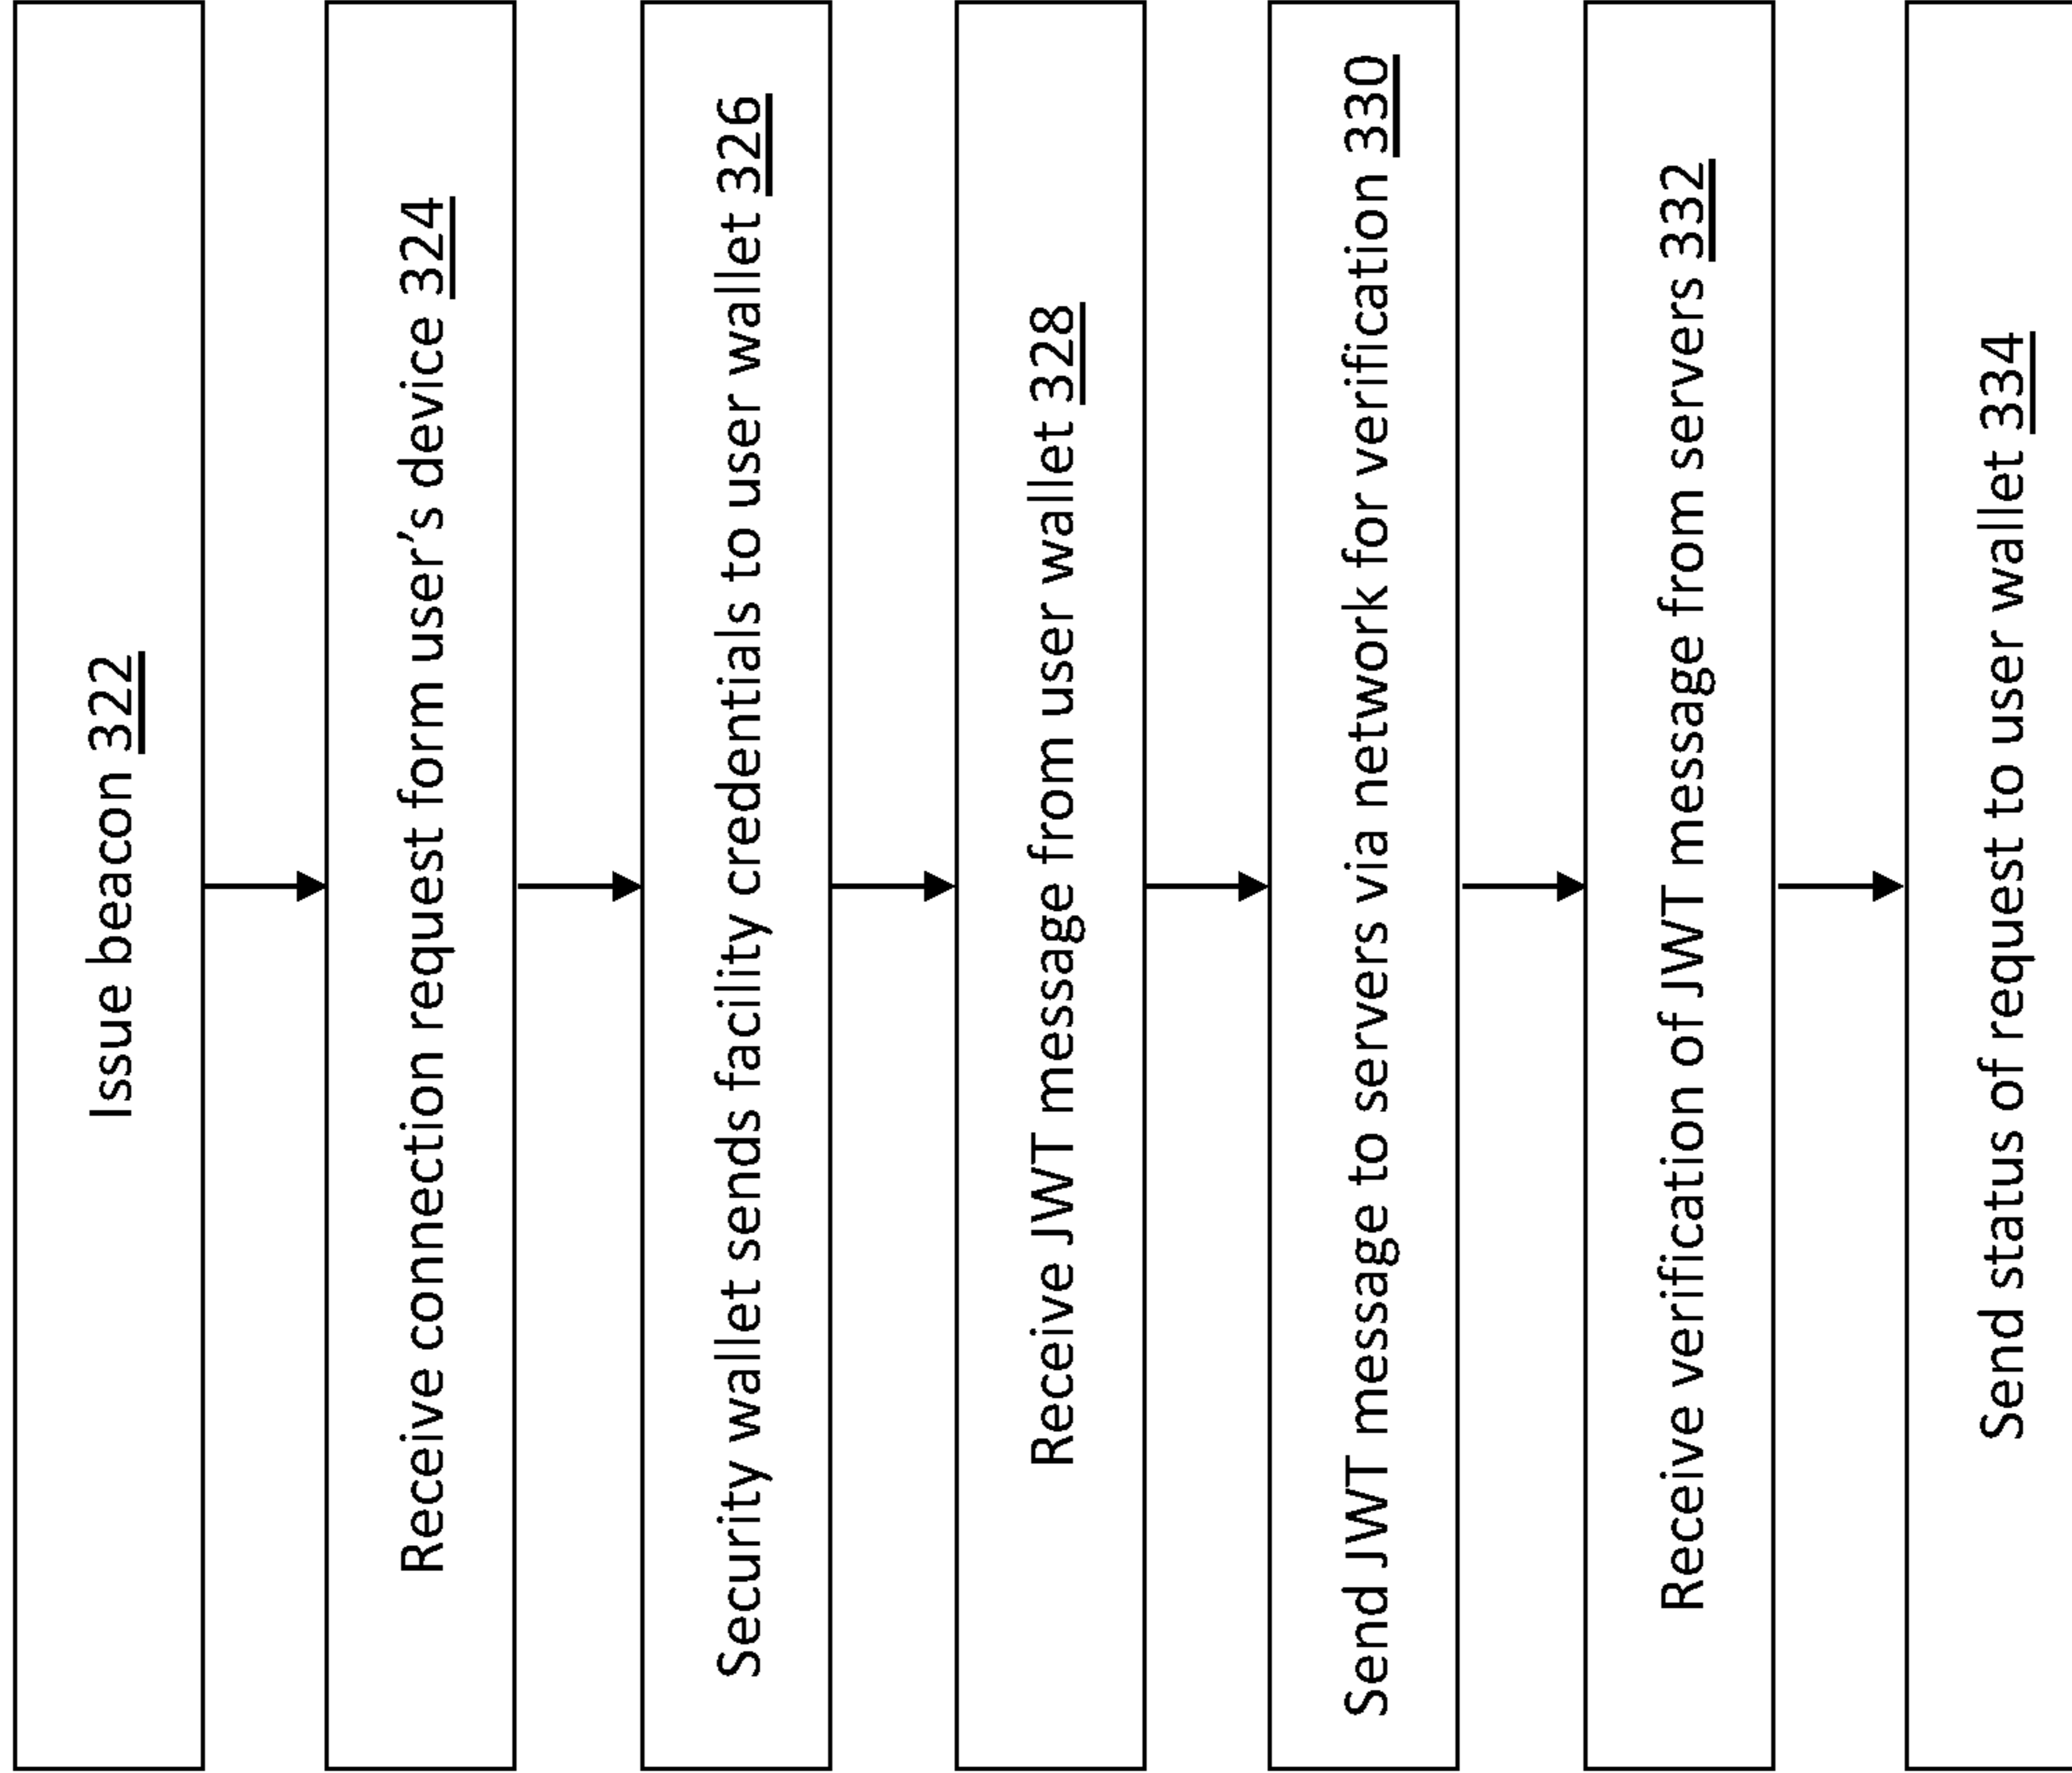 Issue beacon 322
Receive connection request form user’s device 324
Security wallet sends facility credentials to user wallet 326
Receive JWT message from user wallet 328
Send JWT message to servers via network for verification 330
Receive verification of JWT message from servers 332
Send status of request to user wallet 334